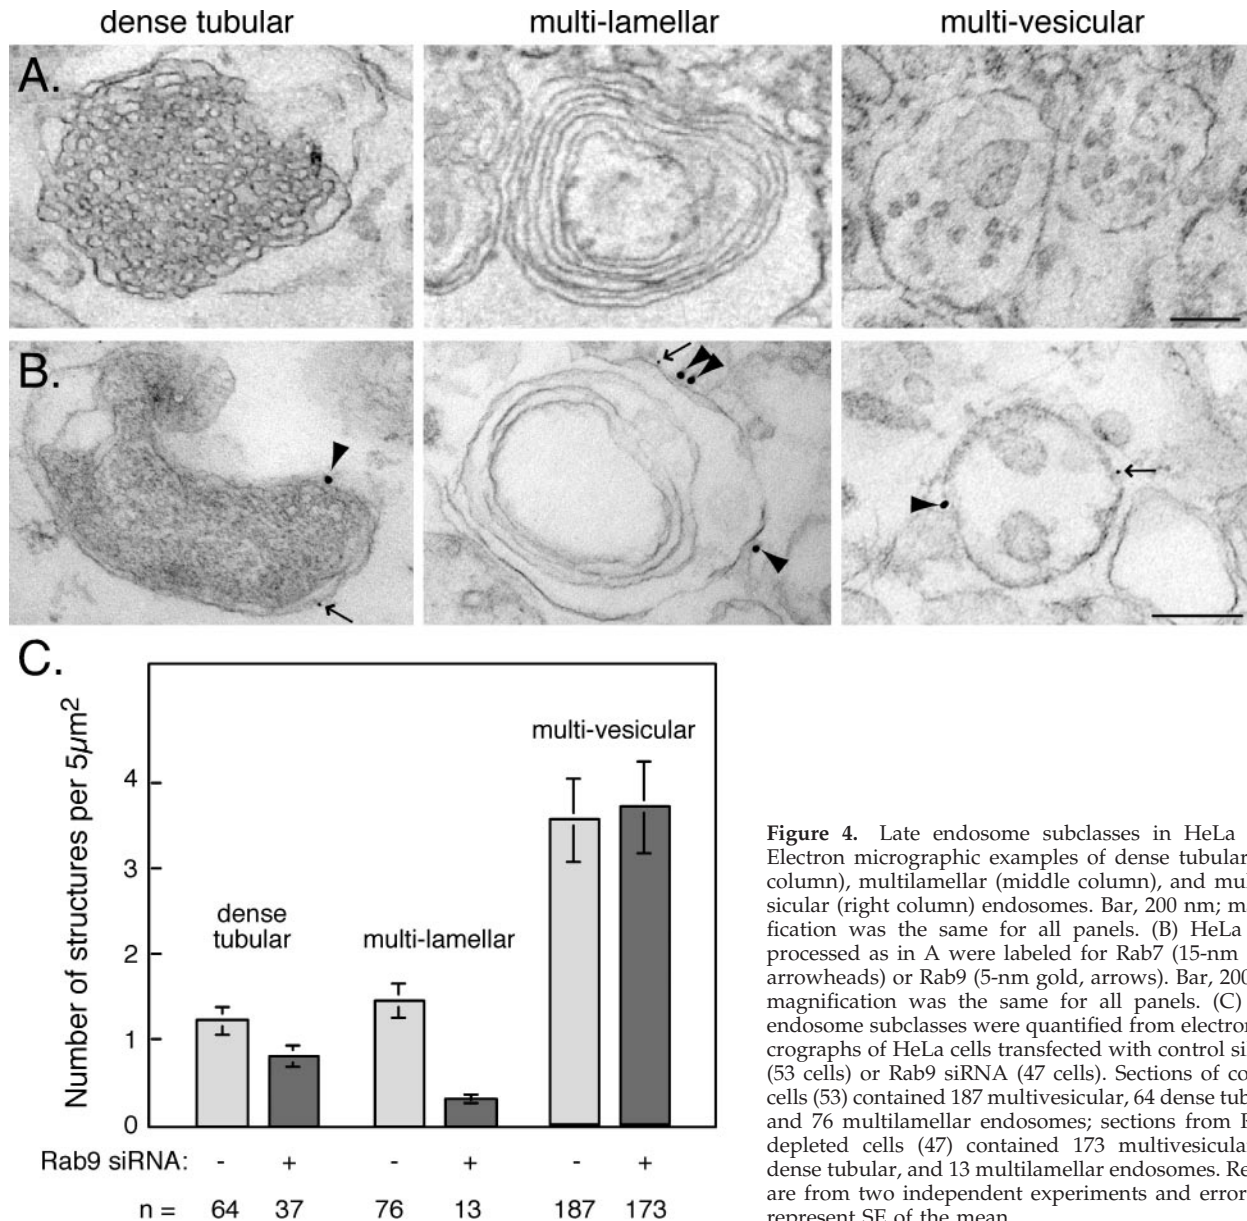 dense tubular
multi-lamellar
multi-vesicular
A.
B.
C.
Number of structures per 5μm²
4
3
2
1
0
dense
tubular
multi-lamellar
multi-vesicular
Rab9 siRNA: - + - + - +
n = 64 37 76 13 187 173
Figure 4. Late endosome subclasses in HeLa
Electron micrographic examples of dense tubular
column), multilamellar (middle column), and mul
sicular (right column) endosomes. Bar, 200 nm; m
fication was the same for all panels. (B) HeLa
processed as in A were labeled for Rab7 (15-nm
arrowheads) or Rab9 (5-nm gold, arrows). Bar, 200
magnification was the same for all panels. (C)
endosome subclasses were quantified from electron
crographs of HeLa cells transfected with control si
(53 cells) or Rab9 siRNA (47 cells). Sections of co
cells (53) contained 187 multivesicular, 64 dense tub
and 76 multilamellar endosomes; sections from
depleted cells (47) contained 173 multivesicula
dense tubular, and 13 multilamellar endosomes. Re
are from two independent experiments and error
represent SE of the mean.